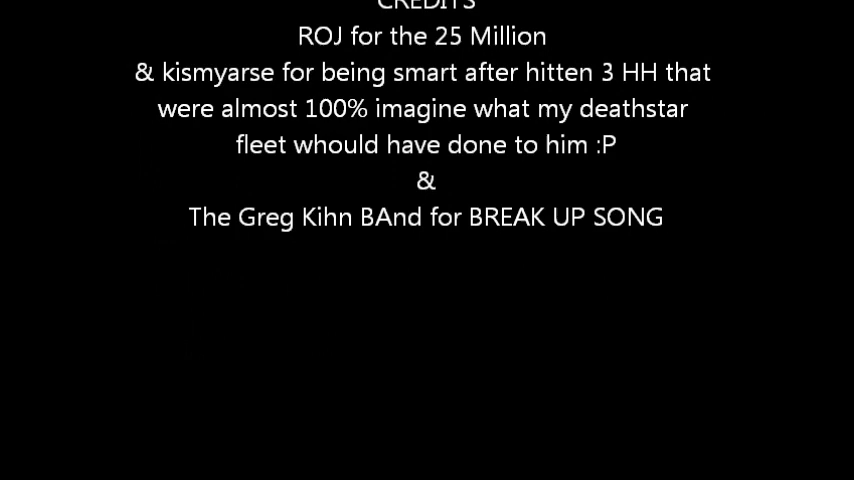 CREDITS
ROJ for the 25 Million
& kismyarse for being smart after hitten 3 HH that
were almost 100% imagine what my deathstar
fleet whould have done to him :P
&
The Greg Kihn BAnd for BREAK UP SONG